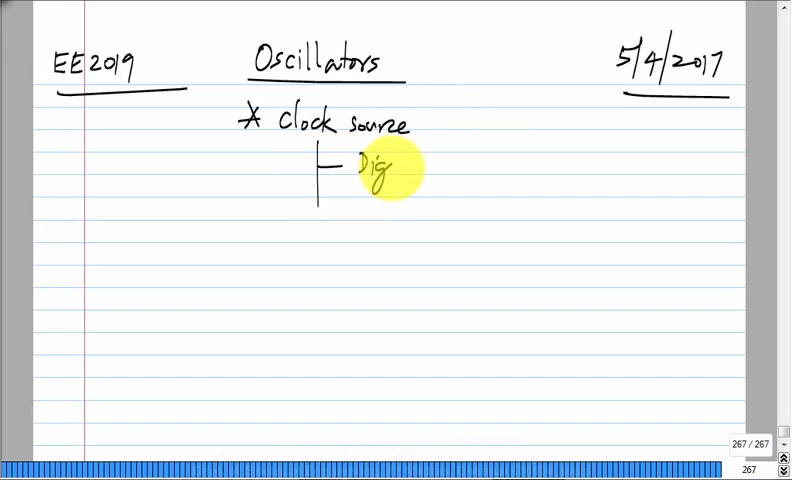 EE2019 Oscillators 5/4/2017
* Clock source
Dig
267 / 267
267